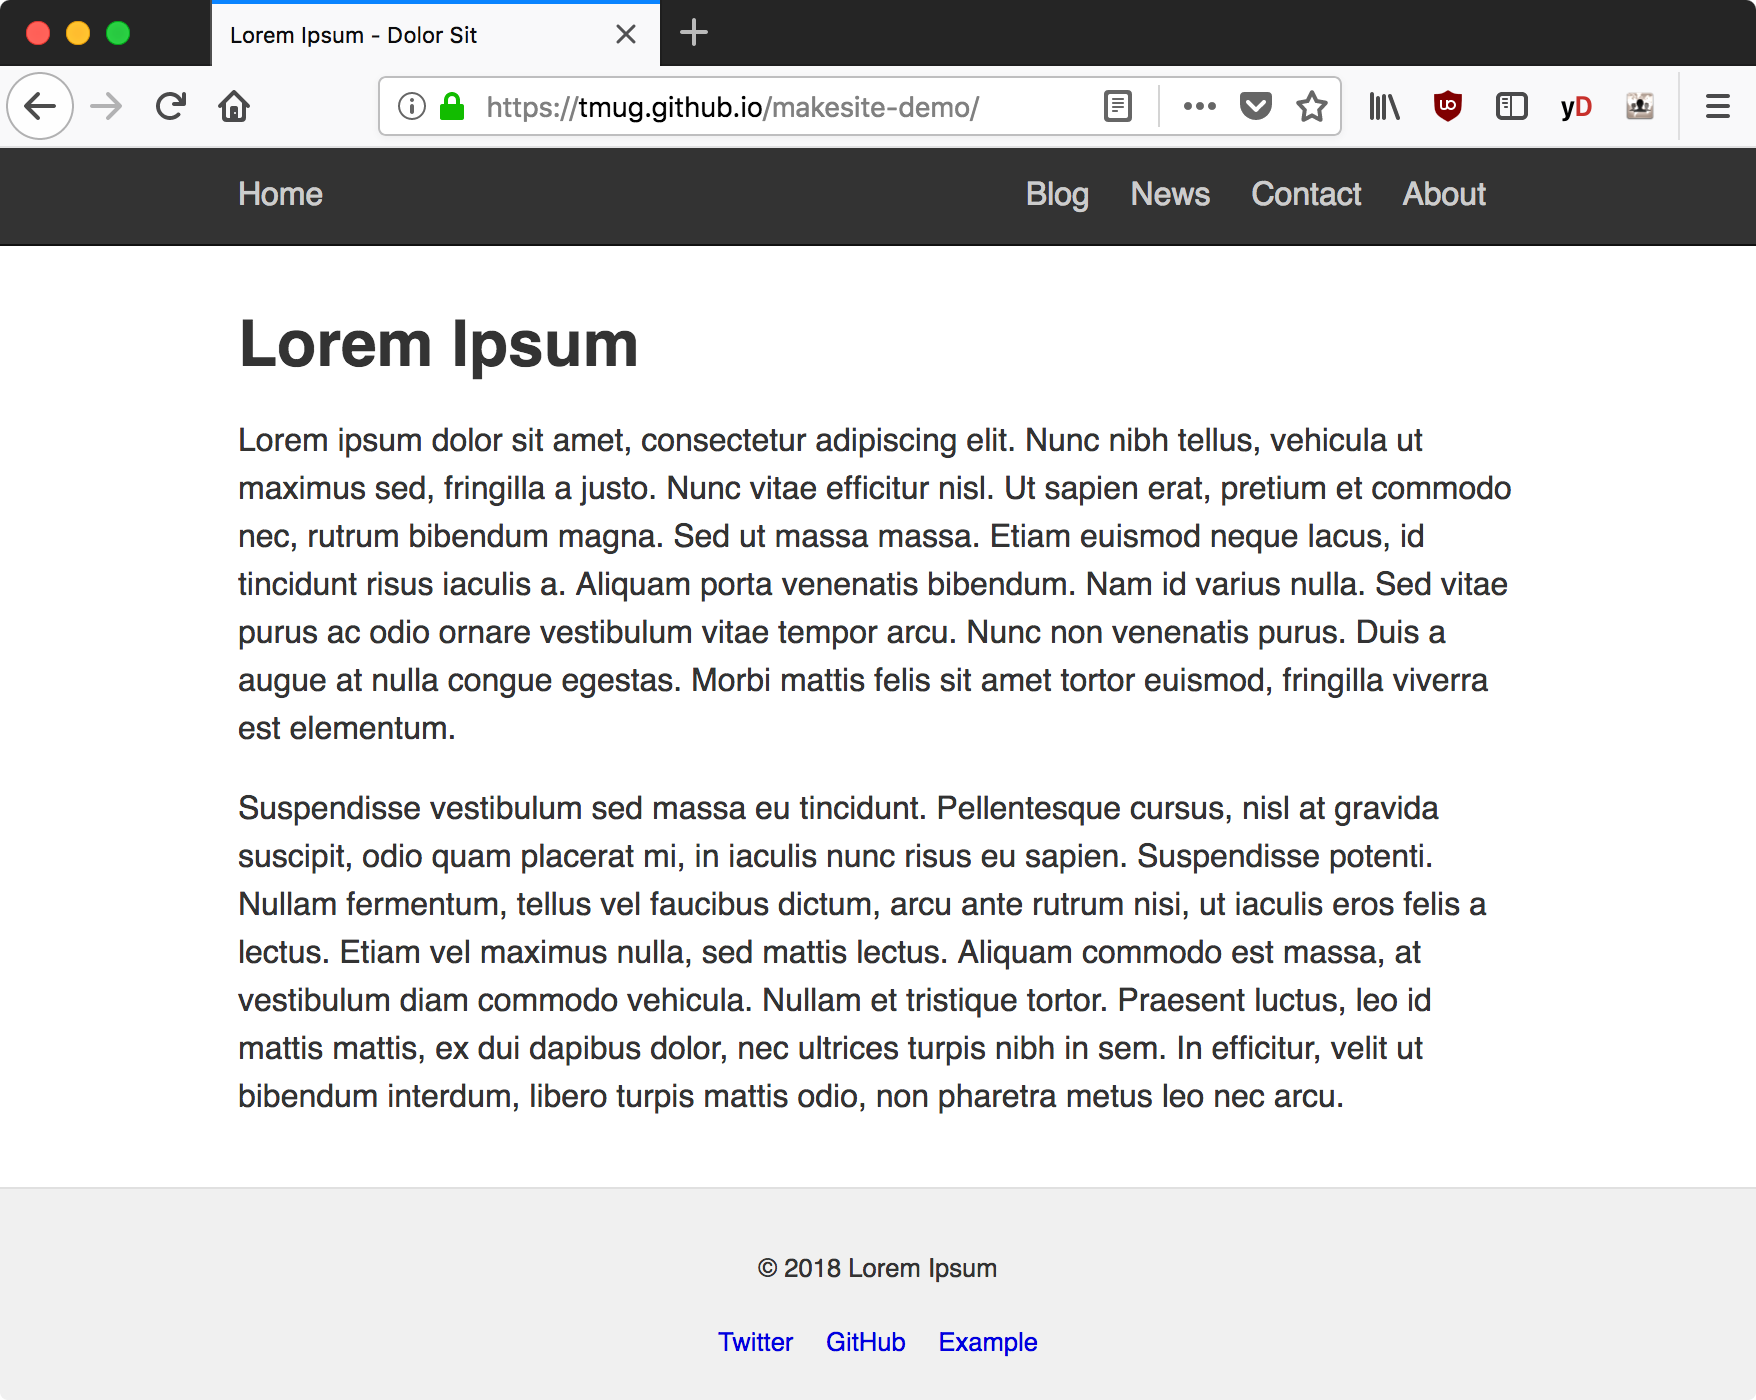 Lorem Ipsum - Dolor Sit
https://tmug.github.io/makesite-demo/
yD
Home Blog News Contact About
Lorem Ipsum
Lorem ipsum dolor sit amet, consectetur adipiscing elit. Nunc nibh tellus, vehicula ut
maximus sed, fringilla a justo. Nunc vitae efficitur nisl. Ut sapien erat, pretium et commodo
nec, rutrum bibendum magna. Sed ut massa massa. Etiam euismod neque lacus, id
tincidunt risus iaculis a. Aliquam porta venenatis bibendum. Nam id varius nulla. Sed vitae
purus ac odio ornare vestibulum vitae tempor arcu. Nunc non venenatis purus. Duis a
augue at nulla congue egestas. Morbi mattis felis sit amet tortor euismod, fringilla viverra
est elementum.
Suspendisse vestibulum sed massa eu tincidunt. Pellentesque cursus, nisl at gravida
suscipit, odio quam placerat mi, in iaculis nunc risus eu sapien. Suspendisse potenti.
Nullam fermentum, tellus vel faucibus dictum, arcu ante rutrum nisi, ut iaculis eros felis a
lectus. Etiam vel maximus nulla, sed mattis lectus. Aliquam commodo est massa, at
vestibulum diam commodo vehicula. Nullam et tristique tortor. Praesent luctus, leo id
mattis mattis, ex dui dapibus dolor, nec ultrices turpis nibh in sem. In efficitur, velit ut
bibendum interdum, libero turpis mattis odio, non pharetra metus leo nec arcu.
© 2018 Lorem Ipsum
Twitter GitHub Example